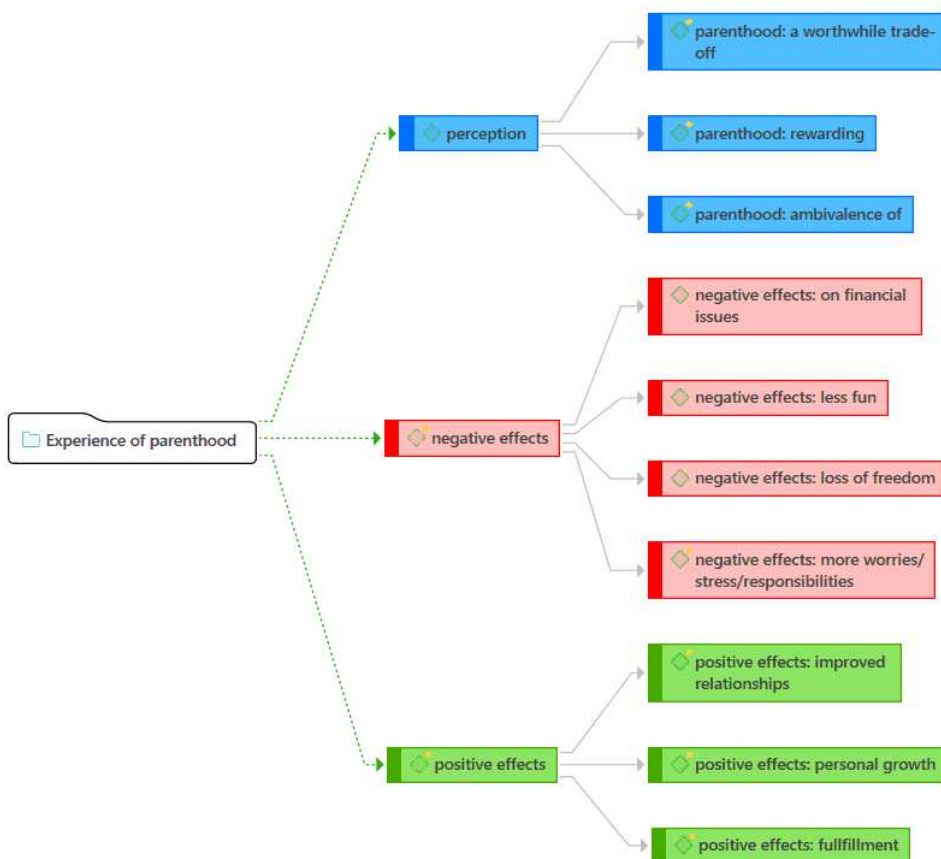 parenthood: a worthwhile trade-
off
perception
parenthood: rewarding
parenthood: ambivalence of
negative effects: on financial
issues
negative effects: less fun
Experience of parenthood
negative effects
negative effects: loss of freedom
negative effects: more worries/
stress/responsibilities
positive effects: improved
relationships
positive effects
positive effects: personal growth
positive effects: fullfillment